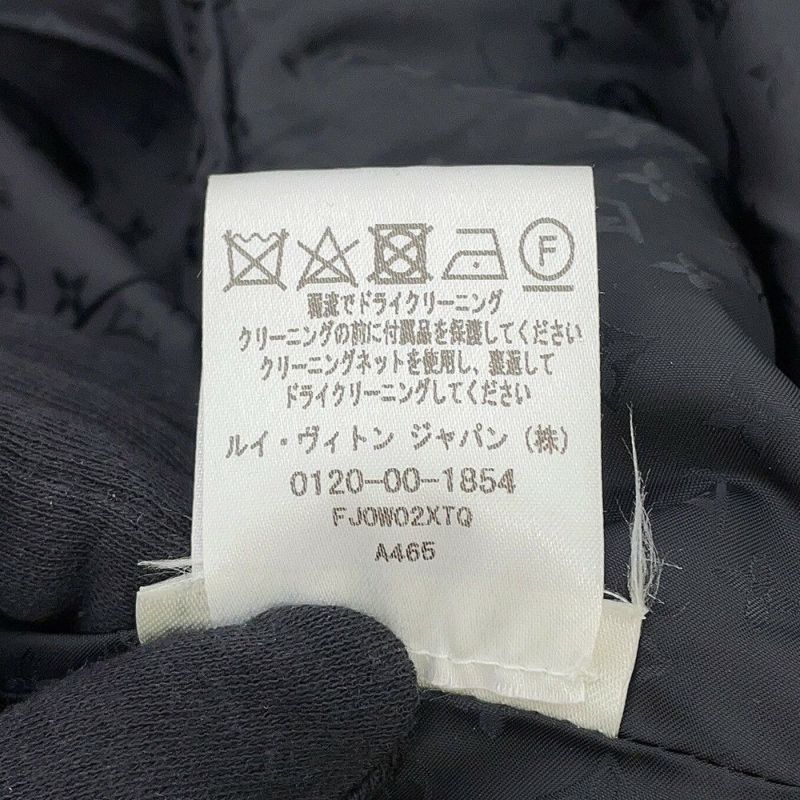 F
弱流でドライクリーニング
クリーニングの前に付属品を保護してください
クリーニングネットを使用し、裏返して
ドライクリーニングしてください
ルイ・ヴィトン ジャパン (株)
0120-00-1854
FJOW02XTQ
A465